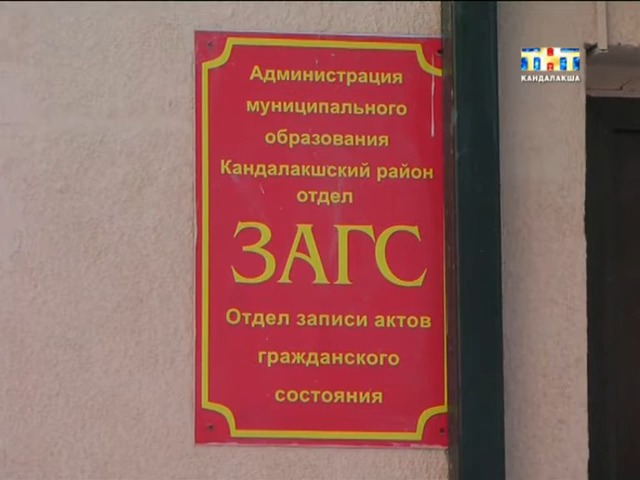 Администрация
муниципального
образования
Кандалакшский район
отдел
ЗАГС
Отдел записи актов
гражданского
состояния
ТНТ
КАНДАЛАКША